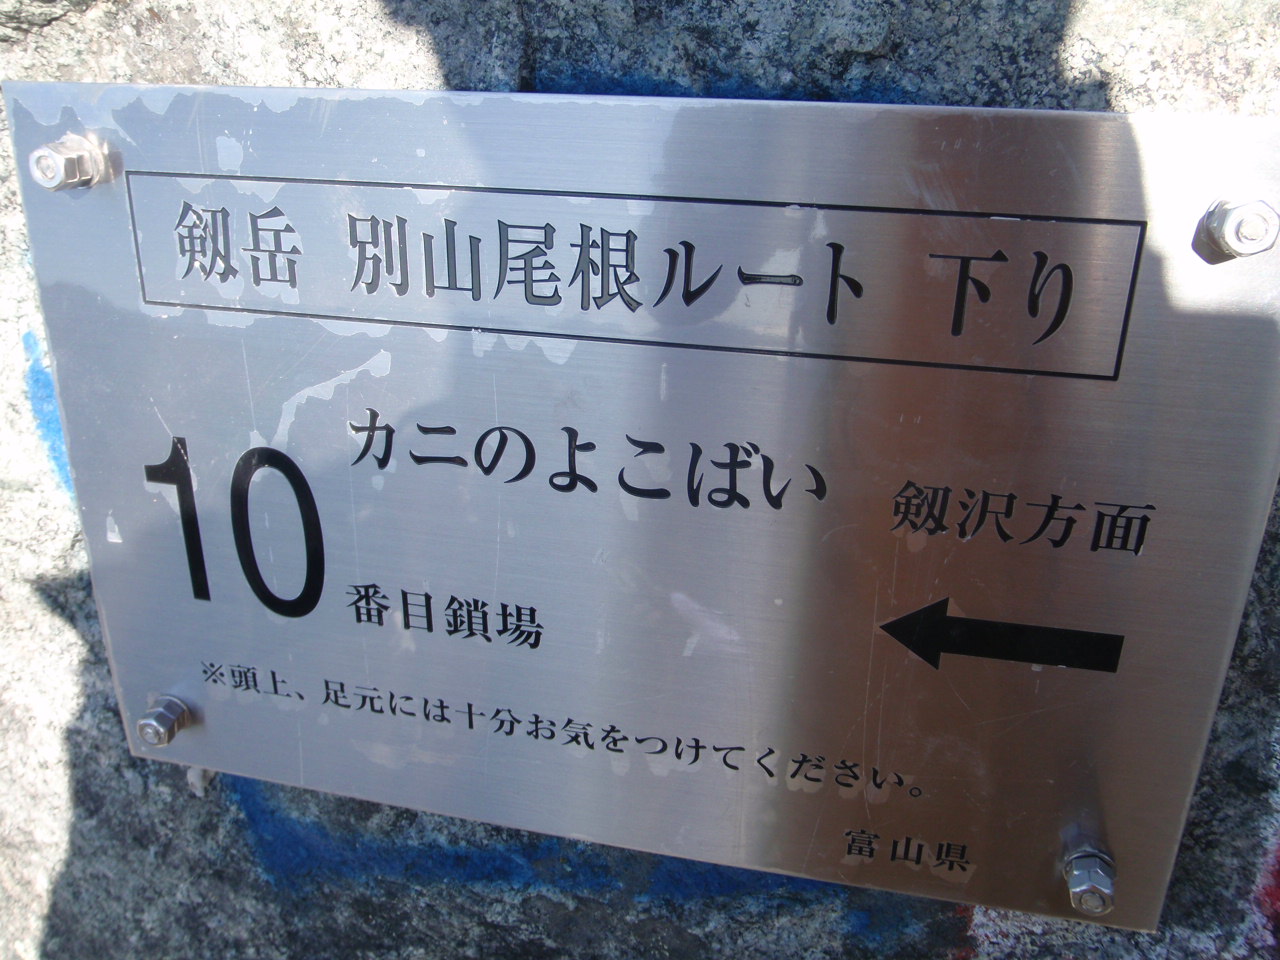 剱岳 別山尾根ルート 下り
カニのよこばい
10番目鎖場
剱沢方面
※頭上、足元には十分お気をつけてください。
富山県